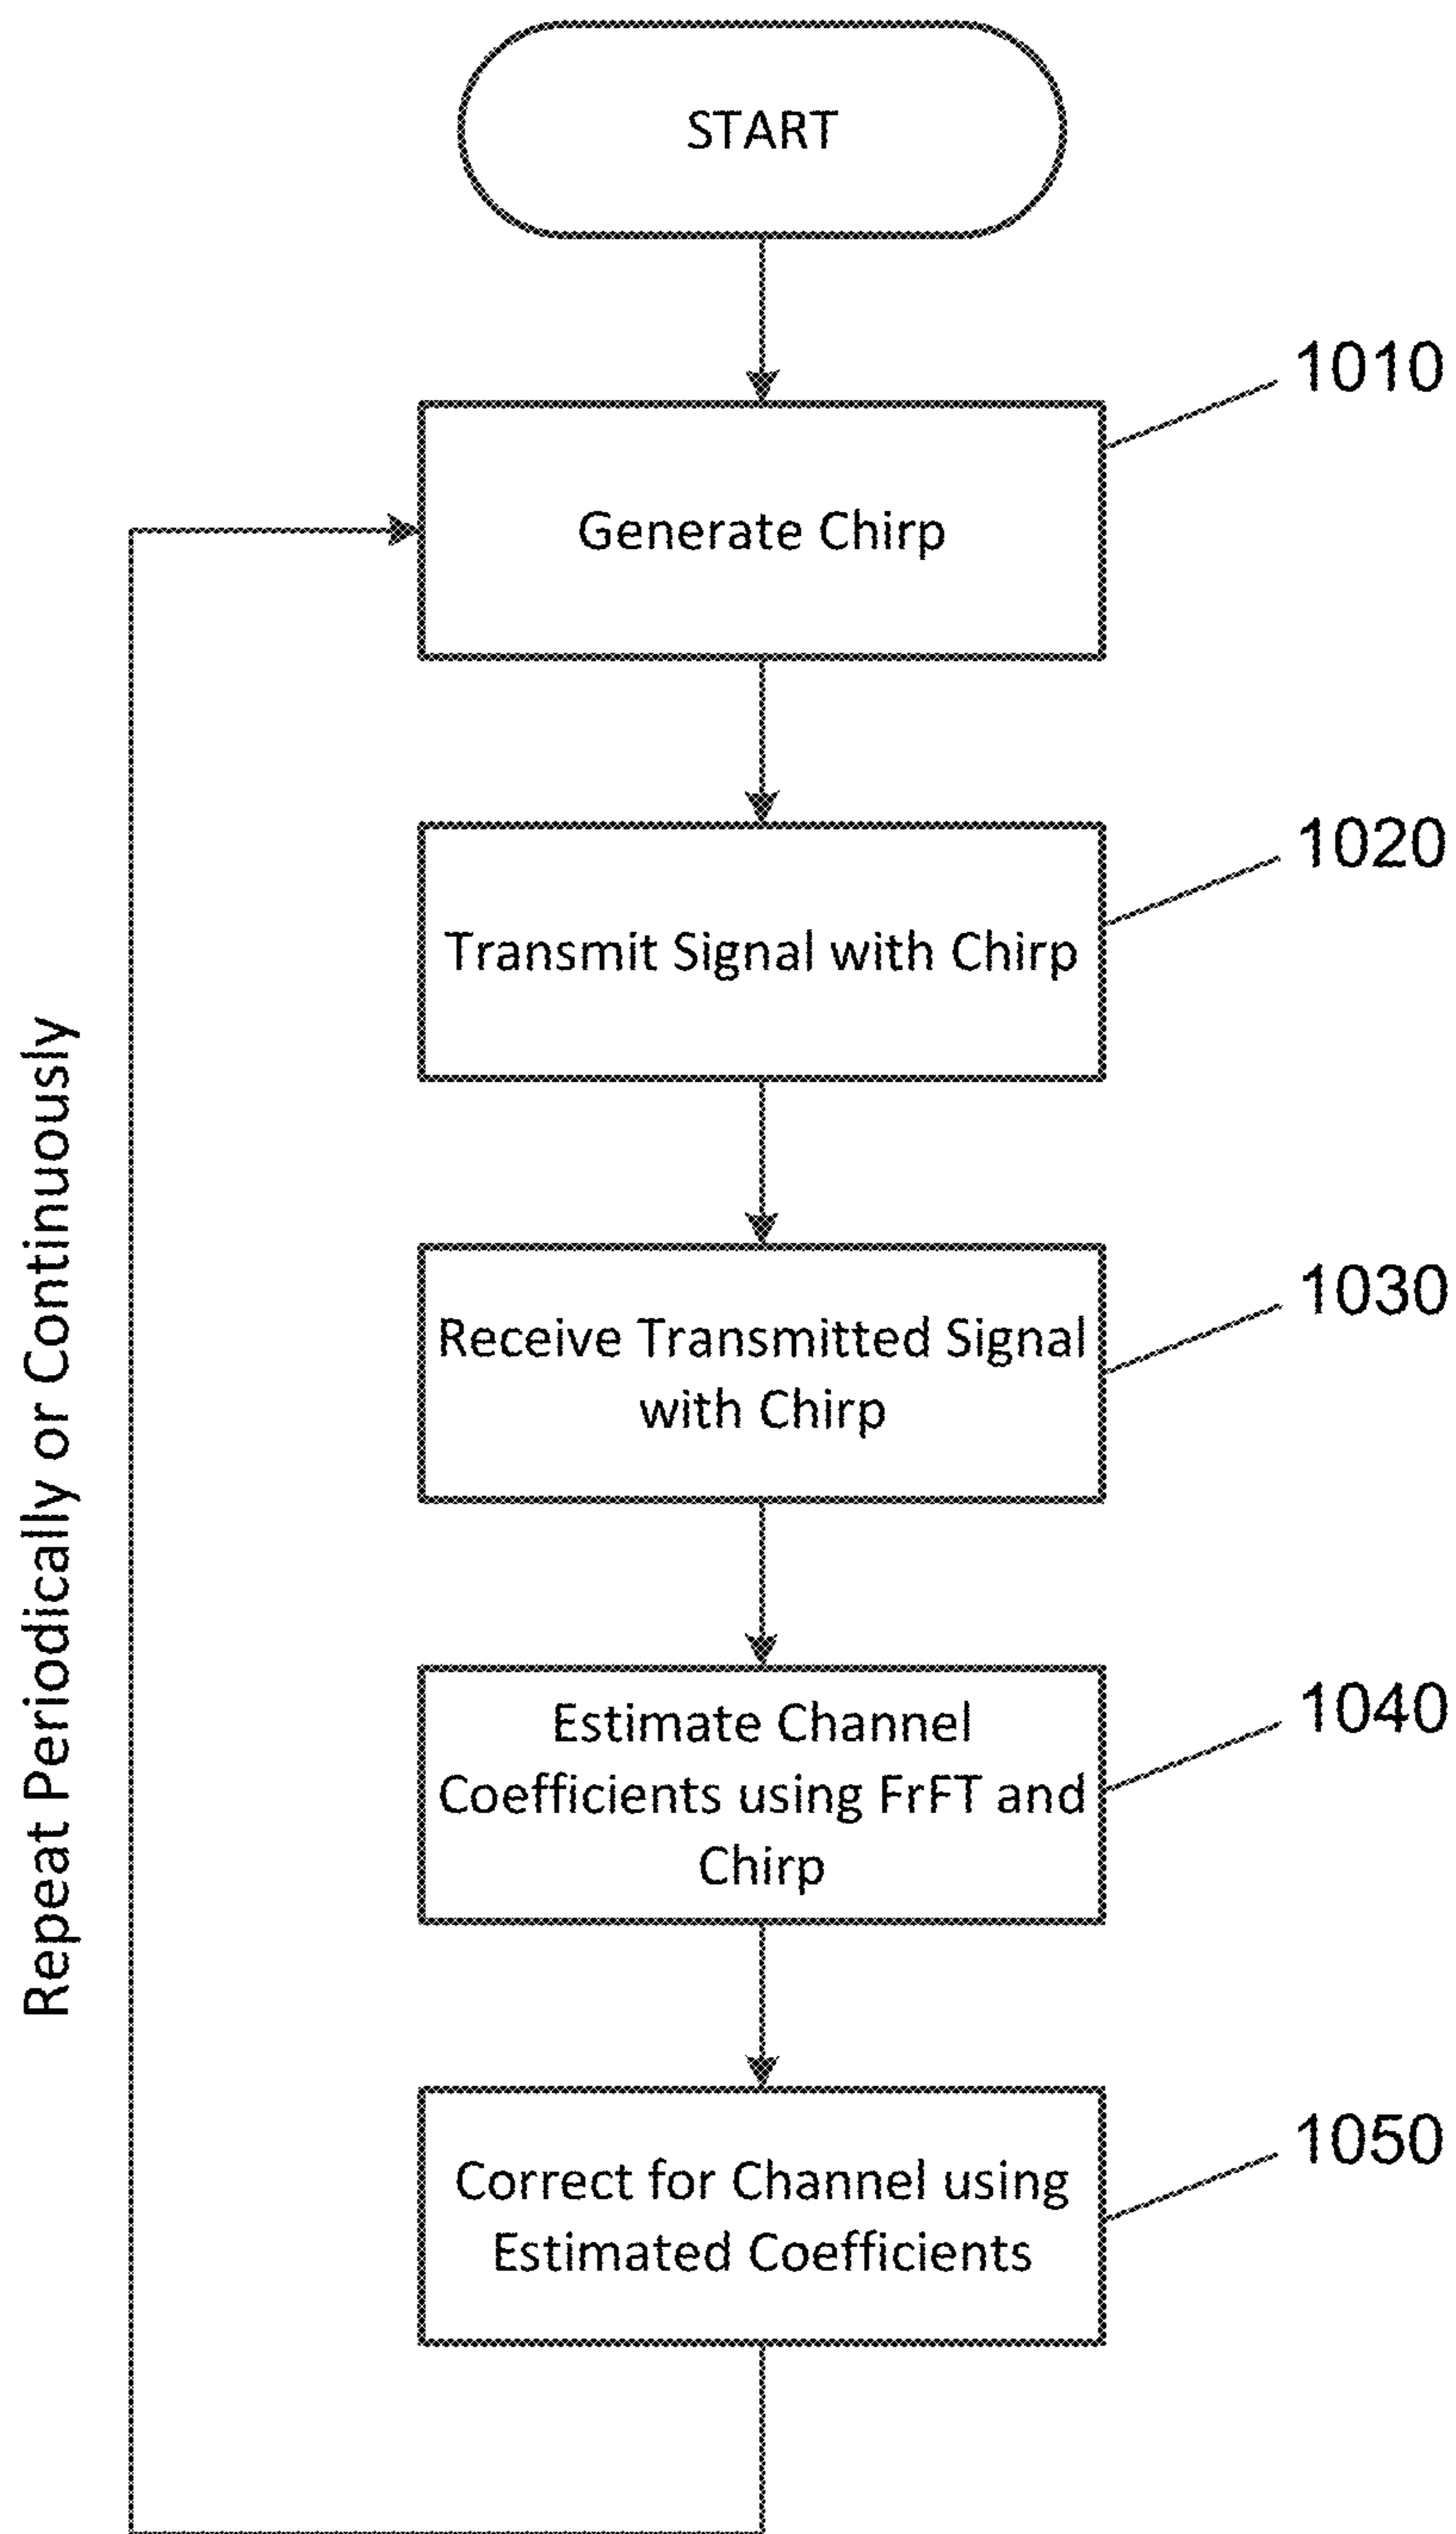 START
1010
Generate Chirp
1020
Transmit Signal with Chirp
1030
Receive Transmitted Signal
with Chirp
1040
Estimate Channel
Coefficients using FrFT and
Chirp
1050
Correct for Channel using
Estimated Coefficients
Repeat Periodically or Continuously